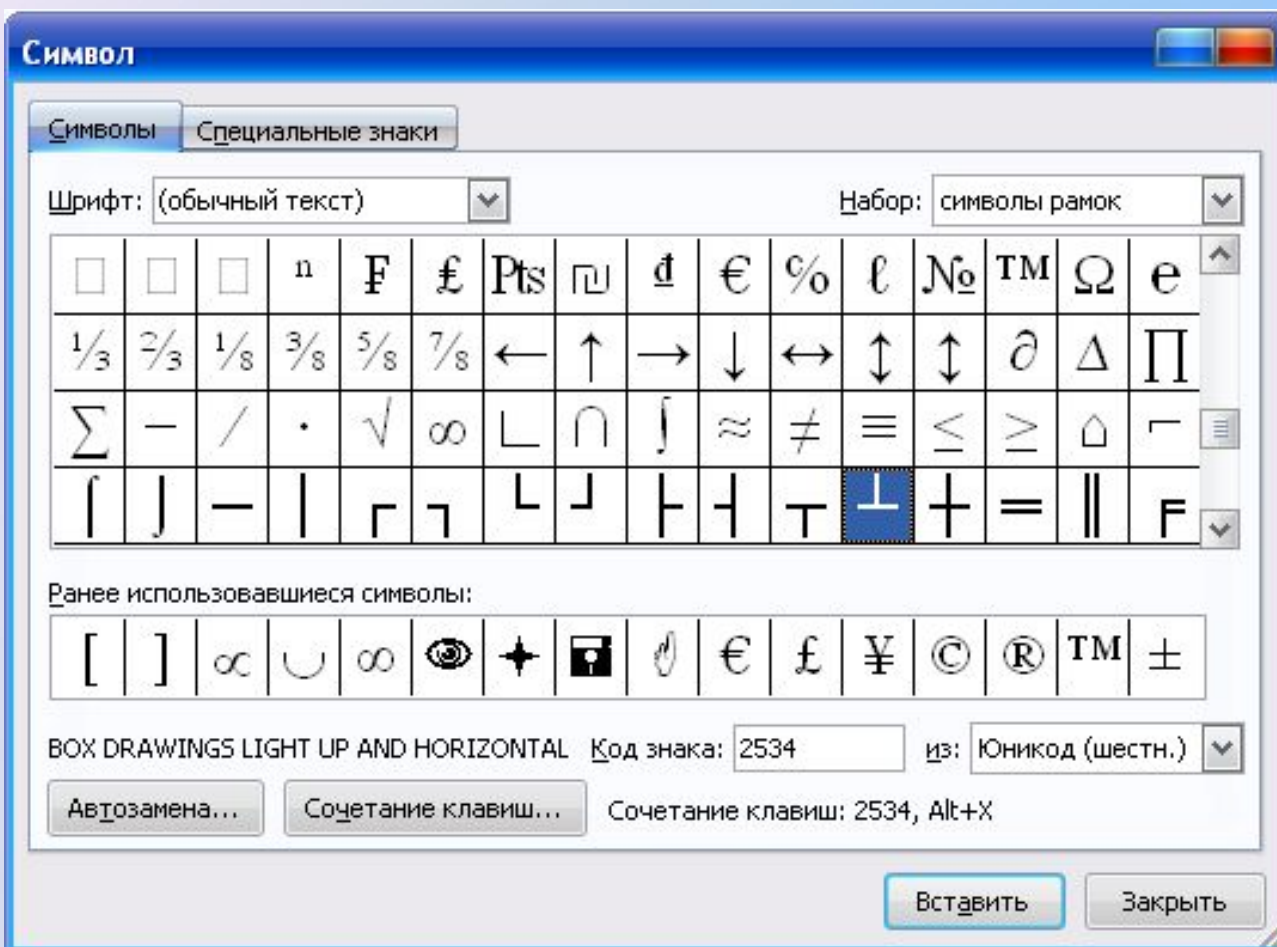 Символ
Символы Специальные знаки
Шрифт: (обычный текст) Набор: символы рамок
ⁿ ₣ ₤ ₧ ₪ ₫ € ℅ ℓ № ™ Ω ℮
⅓ ⅔ ⅛ ⅜ ⅝ ⅞ ← ↑ → ↓ ↔ ↕ ↨ ∂ ∆ ∏
∑ − ∕ ∙ √ ∞ ∟ ∩ ∫ ≈ ≠ ≡ ≤ ≥ ⌂ ⌐
⌠ ⌡ ─ │ ┌ ┐ └ ┘ ├ ┤ ┬ ┴ ┼ ═ ║ ╒
Ранее использовавшиеся символы:
[ ] ∝ ∪ ∞ € £ ¥ © ® ™ ±
BOX DRAWINGS LIGHT UP AND HORIZONTAL Код знака: 2534 из: Юникод (шестн.)
Автозамена... Сочетание клавиш... Сочетание клавиш: 2534, Alt+X
Вставить Закрыть